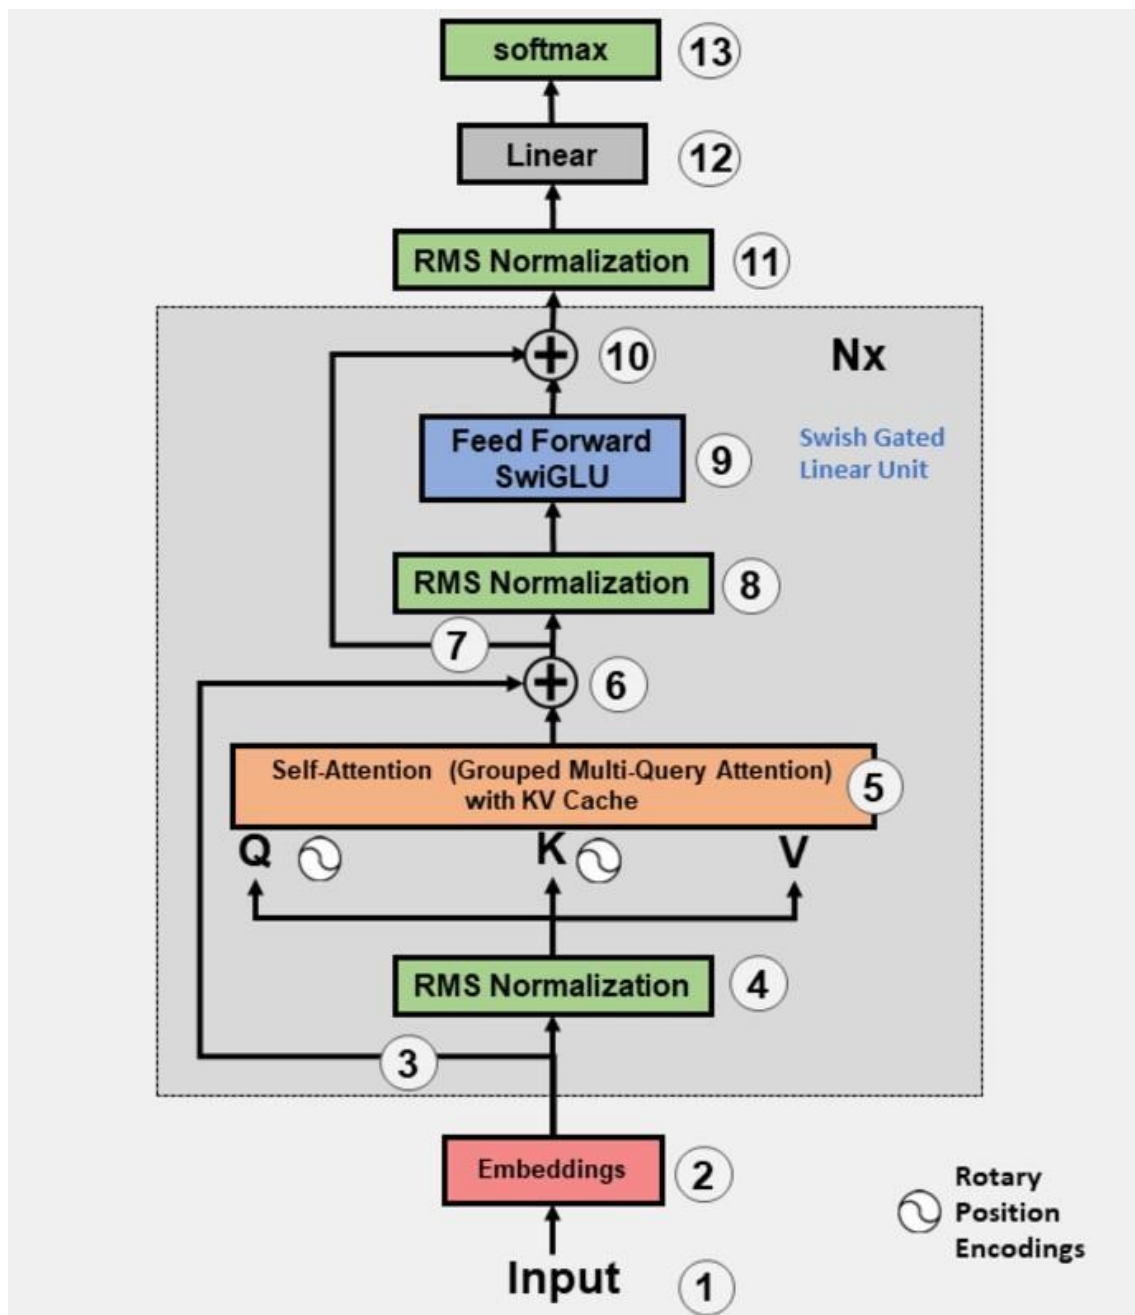 softmax
13
Linear
12
RMS Normalization
11
10
Nx
Feed Forward
SwiGLU
9
Swish Gated
Linear Unit
RMS Normalization
8
7
6
Self-Attention (Grouped Multi-Query Attention)
with KV Cache
5
Q
K
V
RMS Normalization
4
3
Embeddings
2
Rotary
Position
Encodings
Input
1